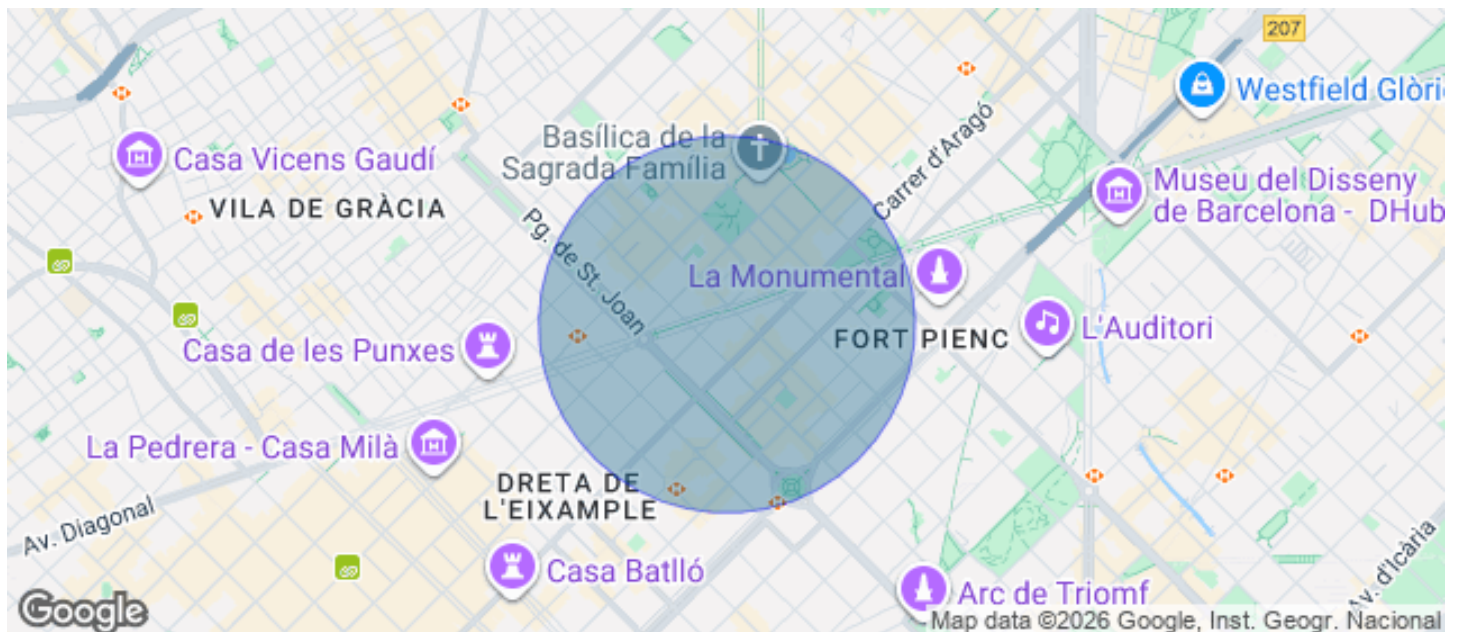 207
Westfield Glòri
Basílica de la
Sagrada Família
Carrer d'Aragó
Casa Vicens Gaudí
Museu del Disseny
de Barcelona - DHub
VILA DE GRÀCIA
Pg. de St. Joan
La Monumental
FORT PIENC
L'Auditori
Casa de les Punxes
La Pedrera - Casa Milà
DRETA DE
L'EIXAMPLE
Av. Diagonal
Casa Batlló
Av. d'Icària
Arc de Triomf
Google
Map data ©2026 Google, Inst. Geogr. Nacional